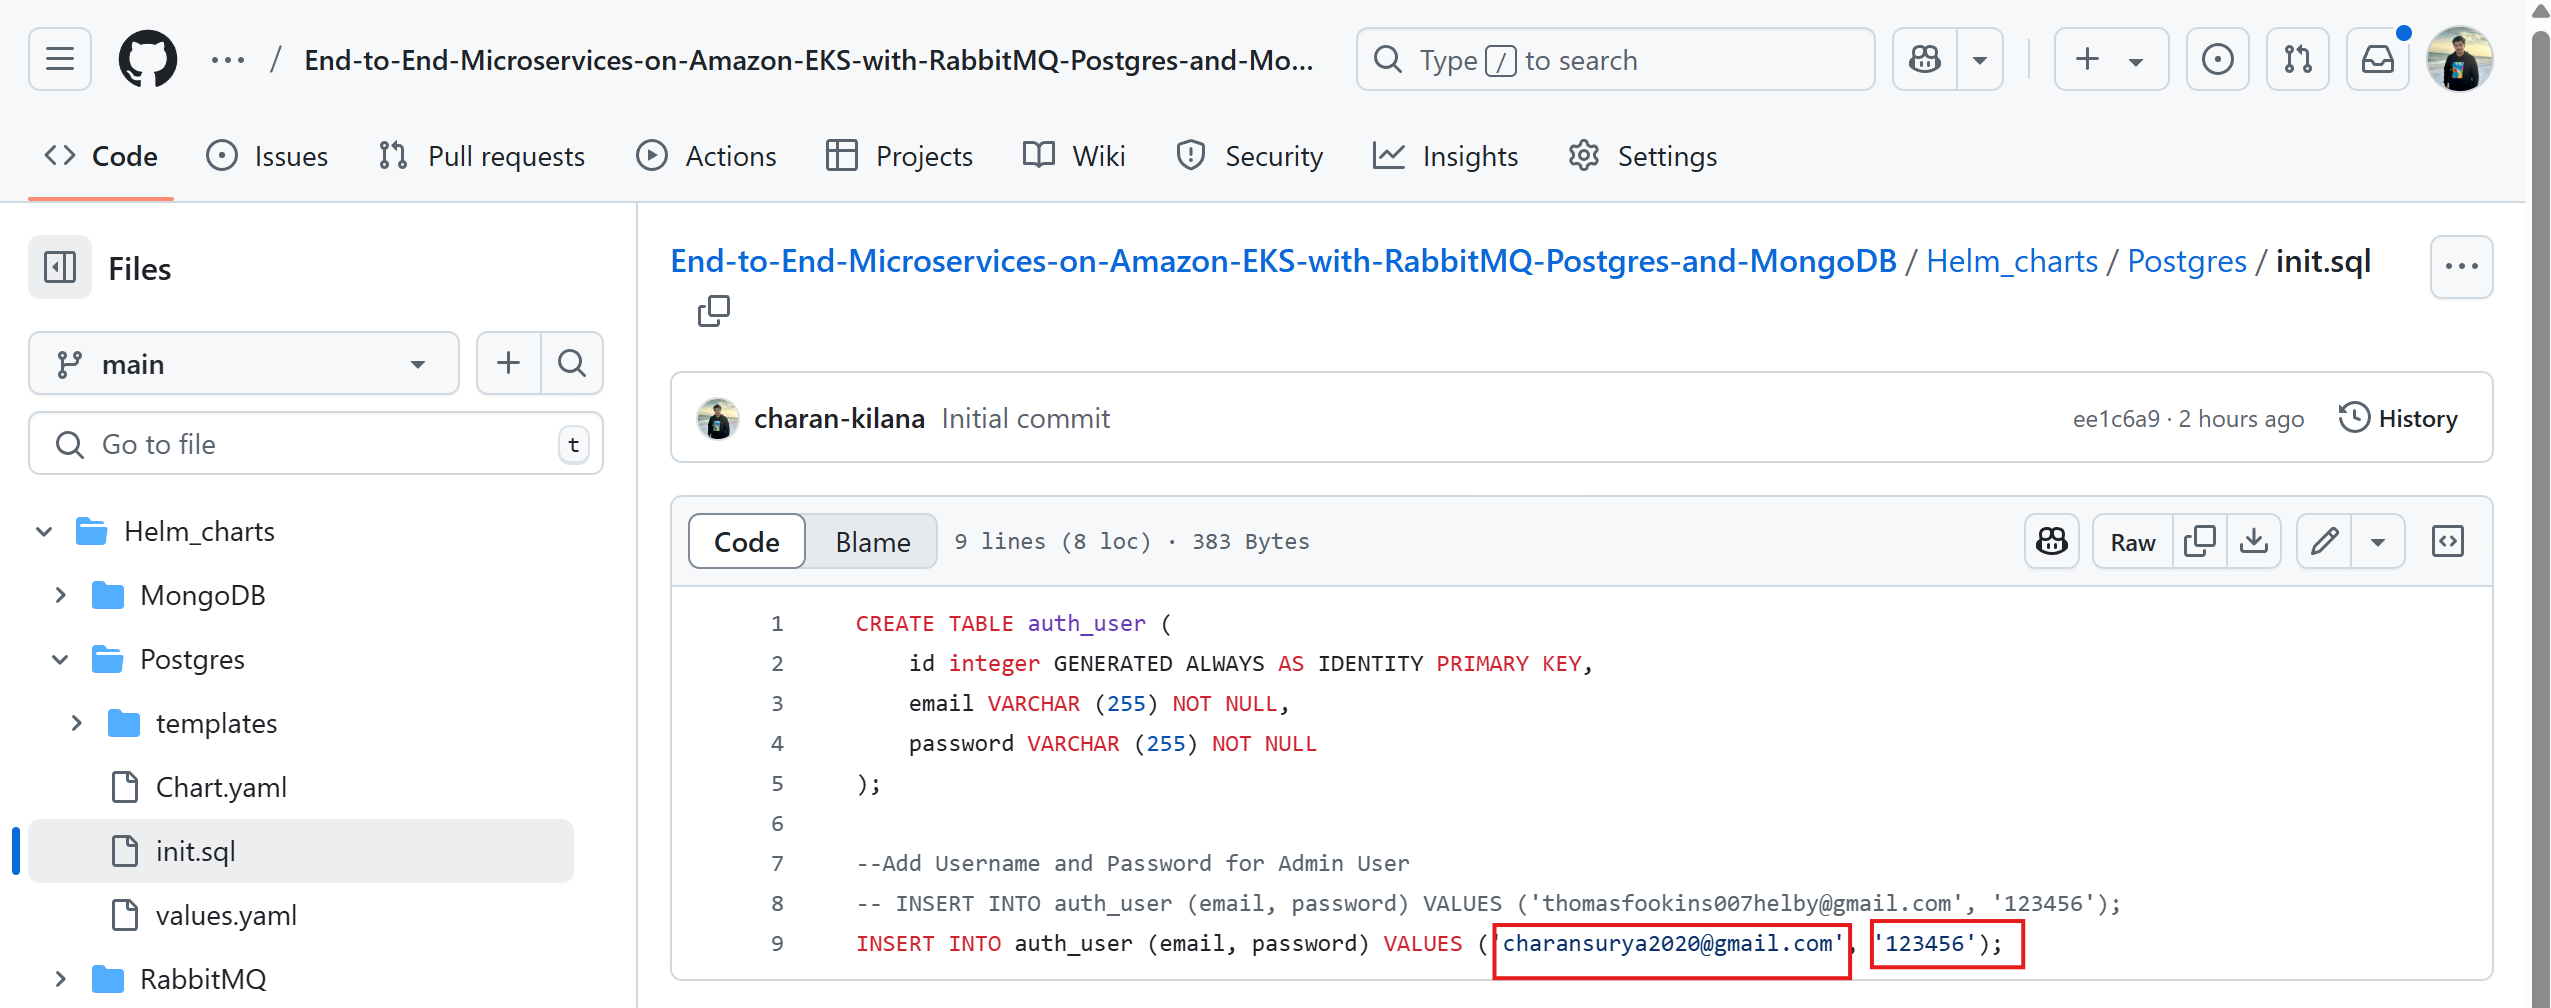 ... / End-to-End-Microservices-on-Amazon-EKS-with-RabbitMQ-Postgres-and-Mo...
Type / to search
Code
Issues
Pull requests
Actions
Projects
Wiki
Security
Insights
Settings
Files
main
Go to file
t
Helm_charts
MongoDB
Postgres
templates
Chart.yaml
init.sql
values.yaml
RabbitMQ
End-to-End-Microservices-on-Amazon-EKS-with-RabbitMQ-Postgres-and-MongoDB / Helm_charts / Postgres / init.sql
charan-kilana Initial commit
ee1c6a9 · 2 hours ago
History
Code
Blame
9 lines (8 loc) · 383 Bytes
Raw
1 CREATE TABLE auth_user (
2 id integer GENERATED ALWAYS AS IDENTITY PRIMARY KEY,
3 email VARCHAR (255) NOT NULL,
4 password VARCHAR (255) NOT NULL
5 );
6
7 --Add Username and Password for Admin User
8 -- INSERT INTO auth_user (email, password) VALUES ('thomasfookins007helby@gmail.com', '123456');
9 INSERT INTO auth_user (email, password) VALUES ('charansurya2020@gmail.com', '123456');